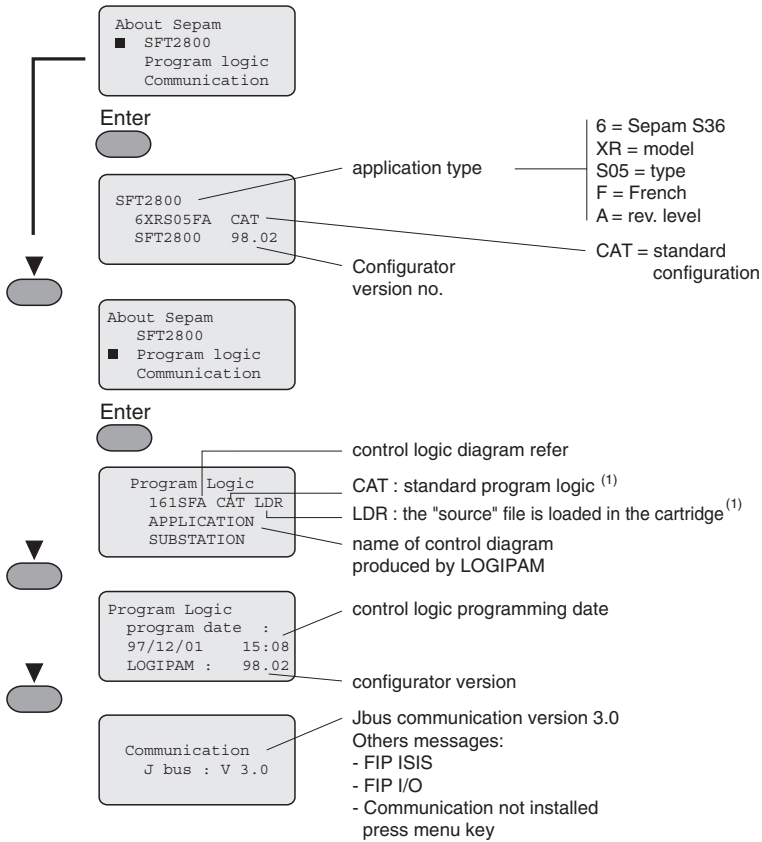 About Sepam
■ SFT2800
Program logic
Communication
Enter
SFT2800
6XRS05FA CAT
SFT2800 98.02
application type
6 = Sepam S36
XR = model
S05 = type
F = French
A = rev. level
CAT = standard
configuration
Configurator
version no.
About Sepam
SFT2800
■ Program logic
Communication
Enter
Program Logic
161SFA CAT LDR
APPLICATION
SUBSTATION
control logic diagram refer
CAT : standard program logic (1)
LDR : the "source" file is loaded in the cartridge (1)
name of control diagram
produced by LOGIPAM
Program Logic
program date :
97/12/01 15:08
LOGIPAM : 98.02
control logic programming date
configurator version
Communication
J bus : V 3.0
Jbus communication version 3.0
Others messages:
- FIP ISIS
- FIP I/O
- Communication not installed
press menu key